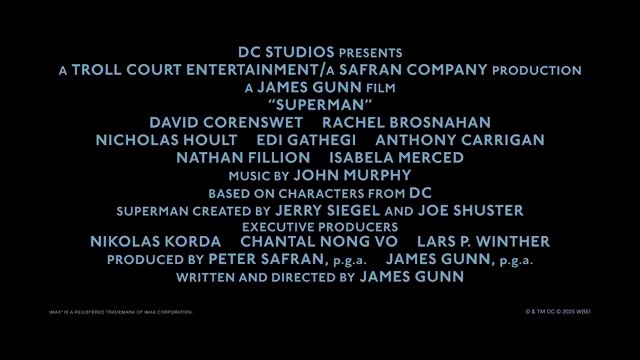 DC STUDIOS PRESENTS
A TROLL COURT ENTERTAINMENT/A SAFRAN COMPANY PRODUCTION
A JAMES GUNN FILM
“SUPERMAN”
DAVID CORENSWET RACHEL BROSNAHAN
NICHOLAS HOULT EDI GATHEGI ANTHONY CARRIGAN
NATHAN FILLION ISABELA MERCED
MUSIC BY JOHN MURPHY
BASED ON CHARACTERS FROM DC
SUPERMAN CREATED BY JERRY SIEGEL AND JOE SHUSTER
EXECUTIVE PRODUCERS
NIKOLAS KORDA CHANTAL NONG VO LARS P. WINTHER
PRODUCED BY PETER SAFRAN, p.g.a. JAMES GUNN, p.g.a.
WRITTEN AND DIRECTED BY JAMES GUNN
IMAX® IS A REGISTERED TRADEMARK OF IMAX CORPORATION.
© & TM DC © 2025 WBEI